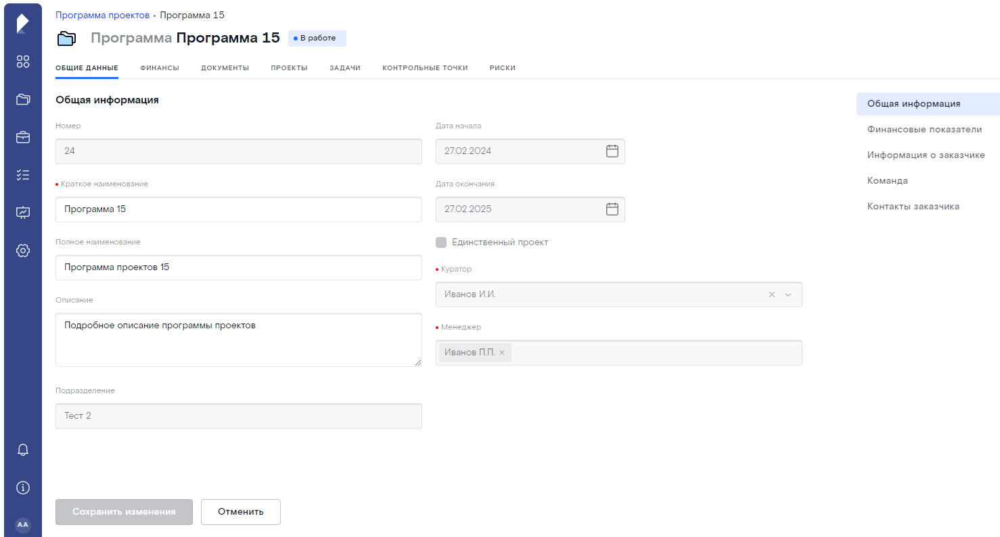 Программа проектов • Программа 15
Программа Программа 15
В работе
ОБЩИЕ ДАННЫЕ ФИНАНСЫ ДОКУМЕНТЫ ПРОЕКТЫ ЗАДАЧИ КОНТРОЛЬНЫЕ ТОЧКИ РИСКИ
Общая информация
Номер
24
Краткое наименование
Программа 15
Полное наименование
Программа проектов 15
Описание
Подробное описание программы проектов
Подразделение
Тест 2
Дата начала
27.02.2024
Дата окончания
27.02.2025
Единственный проект
Куратор
Иванов И.И.
Менеджер
Иванов П.П.
Общая информация
Финансовые показатели
Информация о заказчике
Команда
Контакты заказчика
Сохранить изменения
Отменить
АА